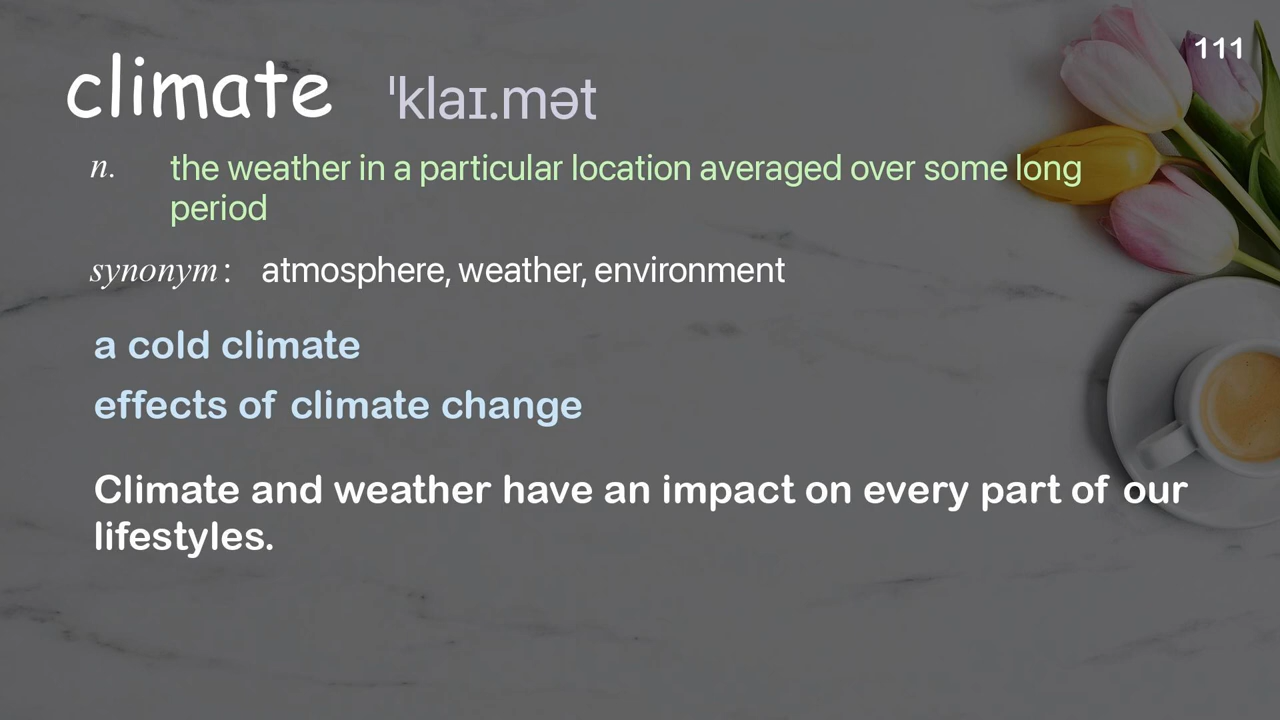 111
climate ˈklaɪ.mət
n. the weather in a particular location averaged over some long
period
synonym: atmosphere, weather, environment
a cold climate
effects of climate change
Climate and weather have an impact on every part of our
lifestyles.